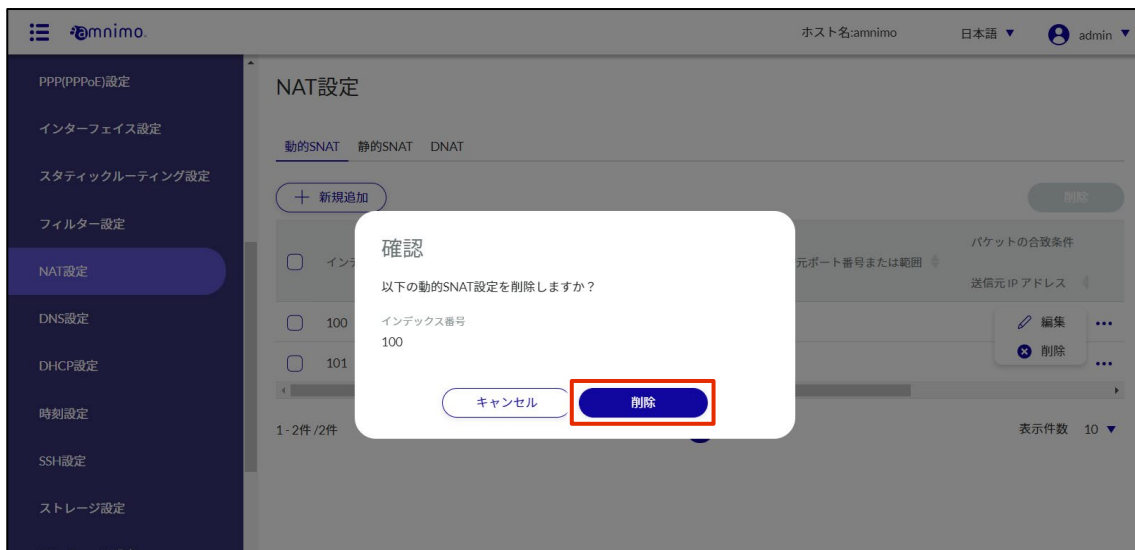 amnimo.
ホスト名:amnimo
日本語 ▼
admin ▼
PPP(PPPoE)設定
インターフェイス設定
スタティックルーティング設定
フィルター設定
NAT設定
DNS設定
DHCP設定
時刻設定
SSH設定
ストレージ設定
NAT設定
動的SNAT 静的SNAT DNAT
+ 新規追加
削除
パケットの合致条件
元ポート番号または範囲
送信元 IP アドレス
100
101
編集
削除
確認
以下の動的SNAT設定を削除しますか？
インデックス番号
100
キャンセル
削除
1 - 2件 /2件
表示件数 10 ▼